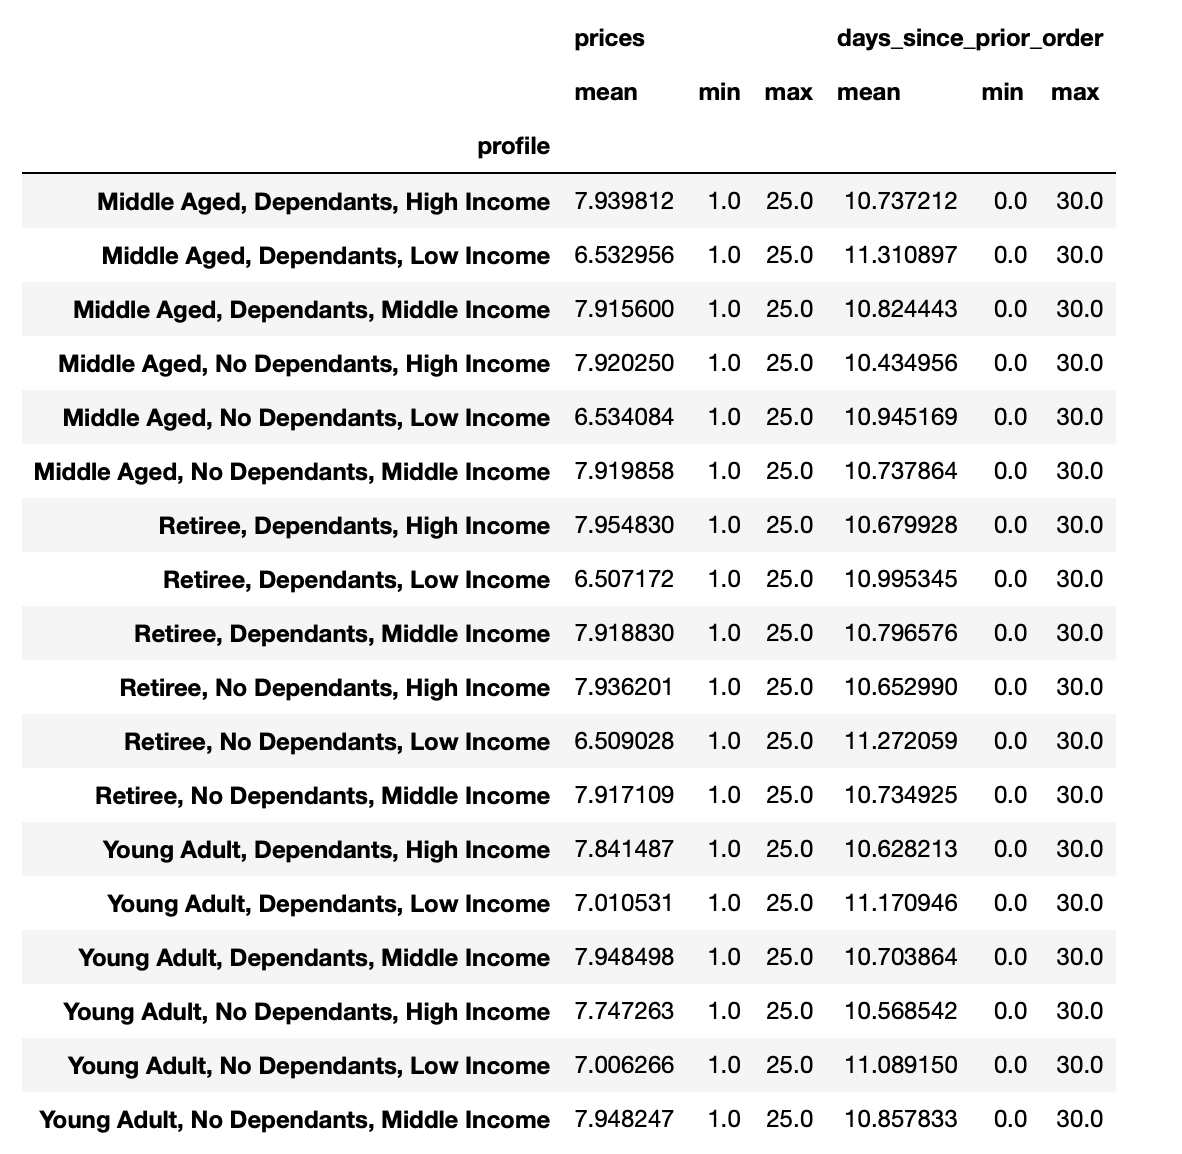 prices days_since_prior_order
mean min max mean min max
profile
Middle Aged, Dependants, High Income 7.939812 1.0 25.0 10.737212 0.0 30.0
Middle Aged, Dependants, Low Income 6.532956 1.0 25.0 11.310897 0.0 30.0
Middle Aged, Dependants, Middle Income 7.915600 1.0 25.0 10.824443 0.0 30.0
Middle Aged, No Dependants, High Income 7.920250 1.0 25.0 10.434956 0.0 30.0
Middle Aged, No Dependants, Low Income 6.534084 1.0 25.0 10.945169 0.0 30.0
Middle Aged, No Dependants, Middle Income 7.919858 1.0 25.0 10.737864 0.0 30.0
Retiree, Dependants, High Income 7.954830 1.0 25.0 10.679928 0.0 30.0
Retiree, Dependants, Low Income 6.507172 1.0 25.0 10.995345 0.0 30.0
Retiree, Dependants, Middle Income 7.918830 1.0 25.0 10.796576 0.0 30.0
Retiree, No Dependants, High Income 7.936201 1.0 25.0 10.652990 0.0 30.0
Retiree, No Dependants, Low Income 6.509028 1.0 25.0 11.272059 0.0 30.0
Retiree, No Dependants, Middle Income 7.917109 1.0 25.0 10.734925 0.0 30.0
Young Adult, Dependants, High Income 7.841487 1.0 25.0 10.628213 0.0 30.0
Young Adult, Dependants, Low Income 7.010531 1.0 25.0 11.170946 0.0 30.0
Young Adult, Dependants, Middle Income 7.948498 1.0 25.0 10.703864 0.0 30.0
Young Adult, No Dependants, High Income 7.747263 1.0 25.0 10.568542 0.0 30.0
Young Adult, No Dependants, Low Income 7.006266 1.0 25.0 11.089150 0.0 30.0
Young Adult, No Dependants, Middle Income 7.948247 1.0 25.0 10.857833 0.0 30.0